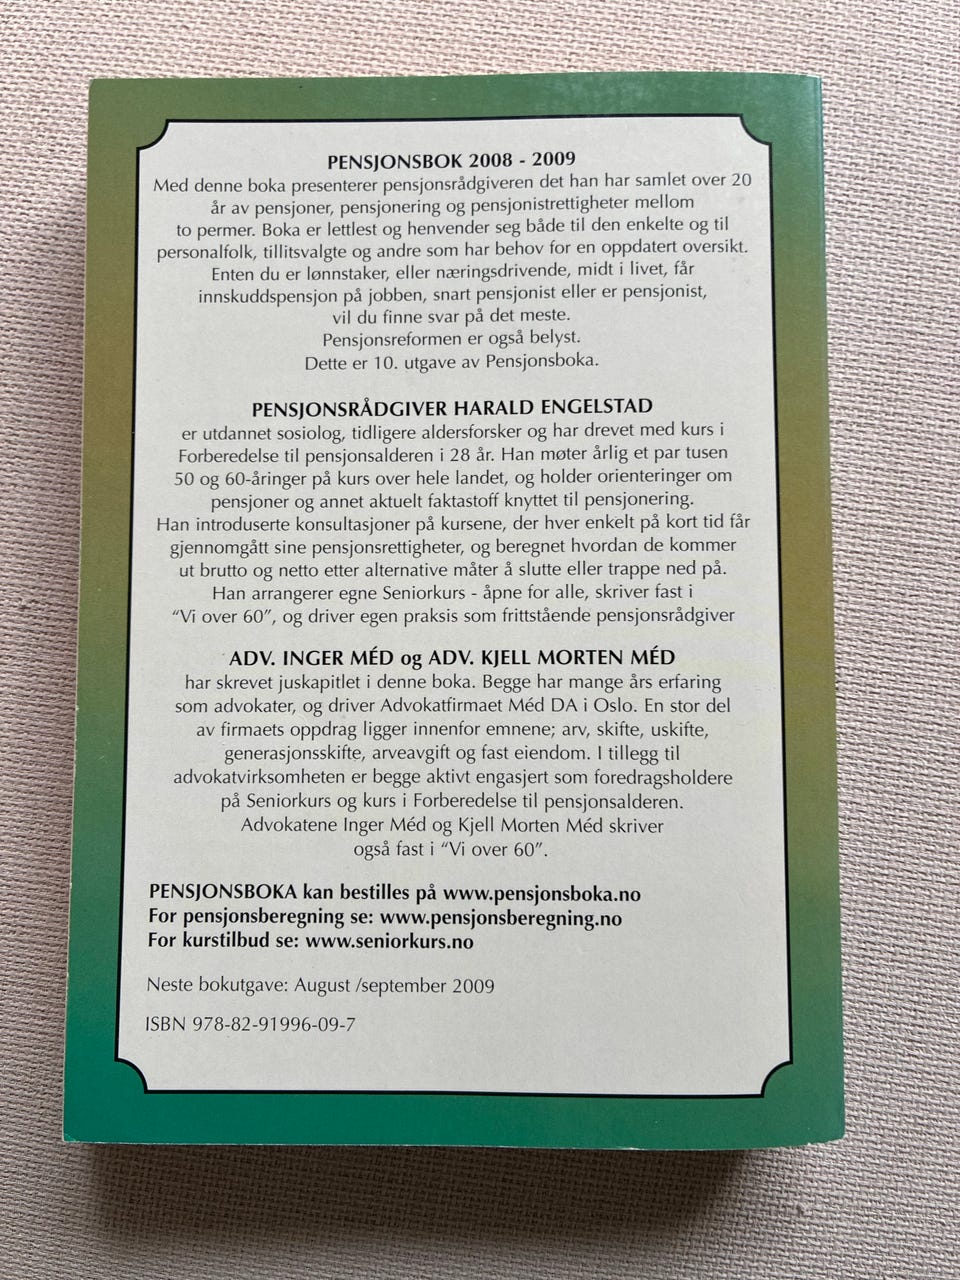 PENSJONSBOK 2008 - 2009
Med denne boka presenterer pensjonsrådgiveren det han har samlet over 20
år av pensjoner, pensjonering og pensjonistrettigheter mellom
to permer. Boka er lettlest og henvender seg både til den enkelte og til
personalfolk, tillitsvalgte og andre som har behov for en oppdatert oversikt.
Enten du er lønnstaker, eller næringsdrivende, midt i livet, får
innskuddspensjon på jobben, snart pensjonist eller er pensjonist,
vil du finne svar på det meste.
Pensjonsreformen er også belyst.
Dette er 10. utgave av Pensjonsboka.
PENSJONSRÅDGIVER HARALD ENGELSTAD
er utdannet sosiolog, tidligere aldersforsker og har drevet med kurs i
Forberedelse til pensjonsalderen i 28 år. Han møter årlig et par tusen
50 og 60-åringer på kurs over hele landet, og holder orienteringer om
pensjoner og annet aktuelt faktastoff knyttet til pensjonering.
Han introduserte konsultasjoner på kursene, der hver enkelt på kort tid får
gjennomgått sine pensjonsrettigheter, og beregnet hvordan de kommer
ut brutto og netto etter alternative måter å slutte eller trappe ned på.
Han arrangerer egne Seniorkurs - åpne for alle, skriver fast i
“Vi over 60”, og driver egen praksis som frittstående pensjonsrådgiver
ADV. INGER MÉD og ADV. KJELL MORTEN MÉD
har skrevet juskapitlet i denne boka. Begge har mange års erfaring
som advokater, og driver Advokatfirmaet Méd DA i Oslo. En stor del
av firmaets oppdrag ligger innenfor emnene; arv, skifte, uskifte,
generasjonsskifte, arveavgift og fast eiendom. I tillegg til
advokatvirksomheten er begge aktivt engasjert som foredragsholdere
på Seniorkurs og kurs i Forberedelse til pensjonsalderen.
Advokatene Inger Méd og Kjell Morten Méd skriver
også fast i “Vi over 60”.
PENSJONSBOKA kan bestilles på www.pensjonsboka.no
For pensjonsberegning se: www.pensjonsberegning.no
For kurstilbud se: www.seniorkurs.no
Neste bokutgave: August /september 2009
ISBN 978-82-91996-09-7